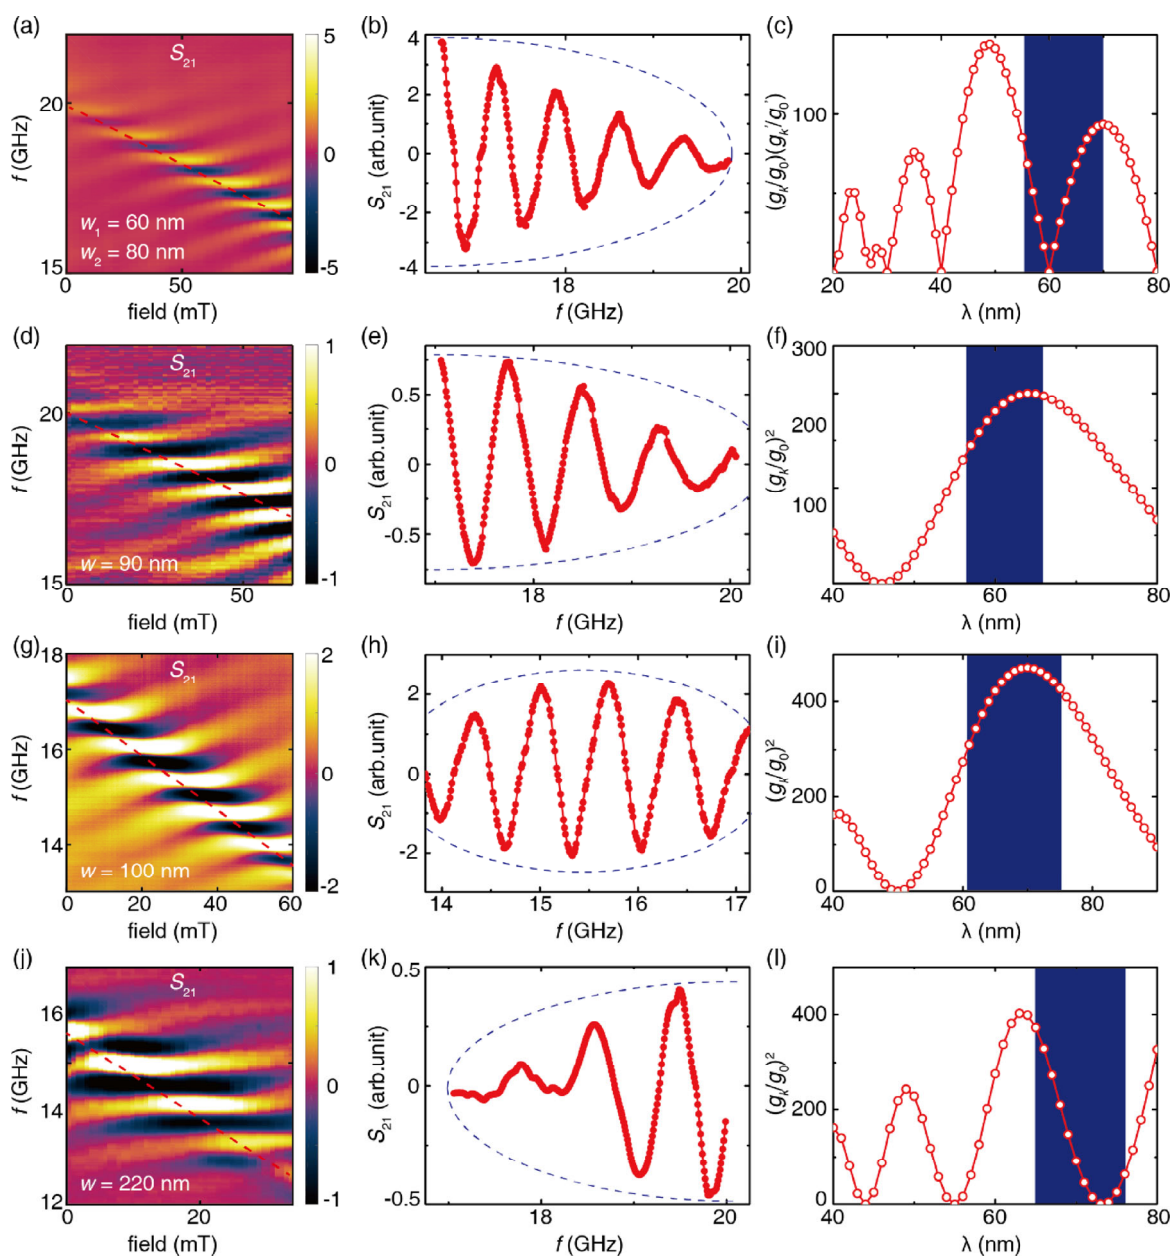 (a)
S21
5
0
-5
20
15
f (GHz)
w1 = 60 nm
w2 = 80 nm
0
50
field (mT)
(b)
4
2
0
-2
-4
S21 (arb.unit)
18
19
20
f (GHz)
(c)
(gk/g0)(gk'/g0')
100
20
40
60
80
λ (nm)
(d)
S21
1
0
-1
20
15
f (GHz)
w = 90 nm
0
50
field (mT)
(e)
0.5
0
-0.5
S21 (arb.unit)
18
19
20
f (GHz)
(f)
300
200
100
0
(gk/g0)²
40
60
80
λ (nm)
(g)
S21
2
0
-2
18
16
14
f (GHz)
w = 100 nm
0
20
40
60
field (mT)
(h)
2
0
-2
S21 (arb.unit)
14
15
16
17
f (GHz)
(i)
400
200
0
(gk/g0)²
40
60
80
λ (nm)
(j)
S21
1
0
-1
16
14
12
f (GHz)
w = 220 nm
0
20
field (mT)
(k)
0.5
0
-0.5
S21 (arb.unit)
18
20
f (GHz)
(l)
400
200
0
(gk/g0)²
40
50
60
70
80
λ (nm)